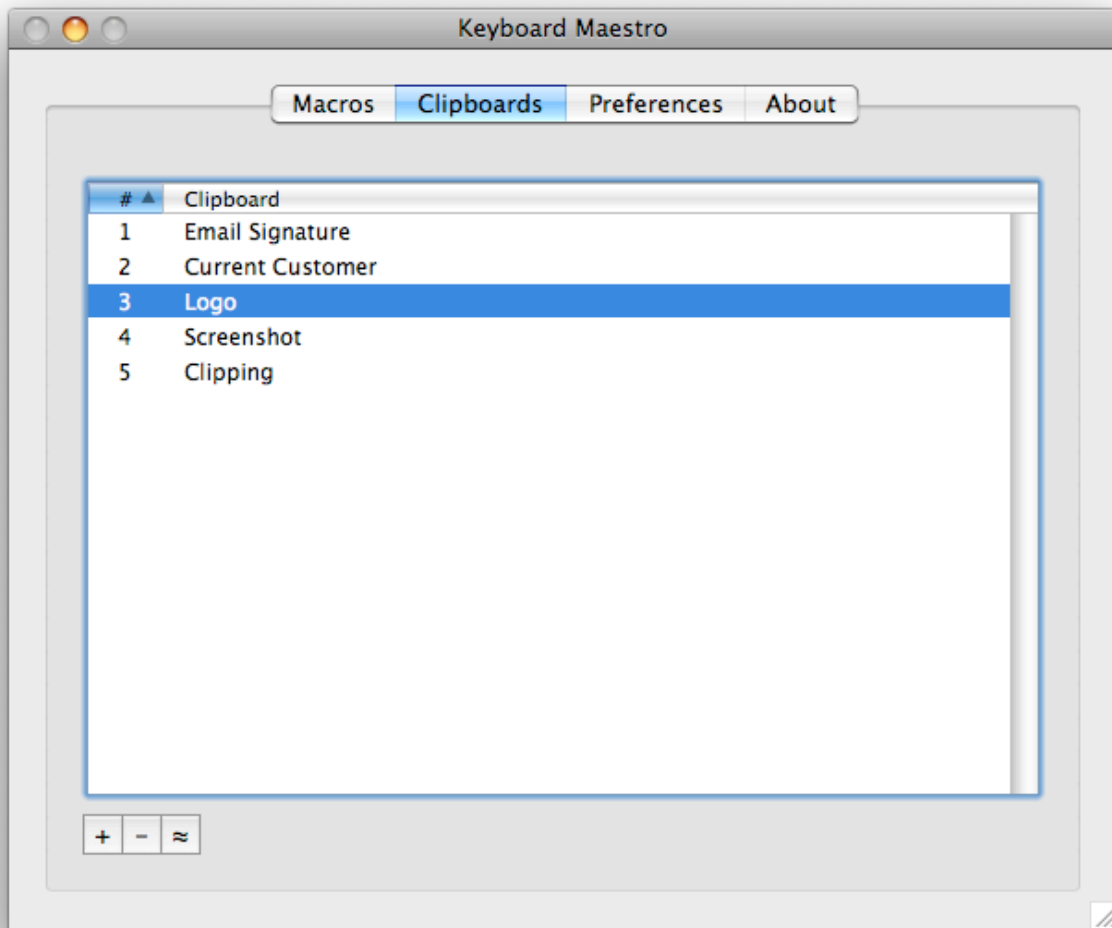 Keyboard Maestro
Macros Clipboards Preferences About
# Clipboard
1 Email Signature
2 Current Customer
3 Logo
4 Screenshot
5 Clipping
+ - ≈